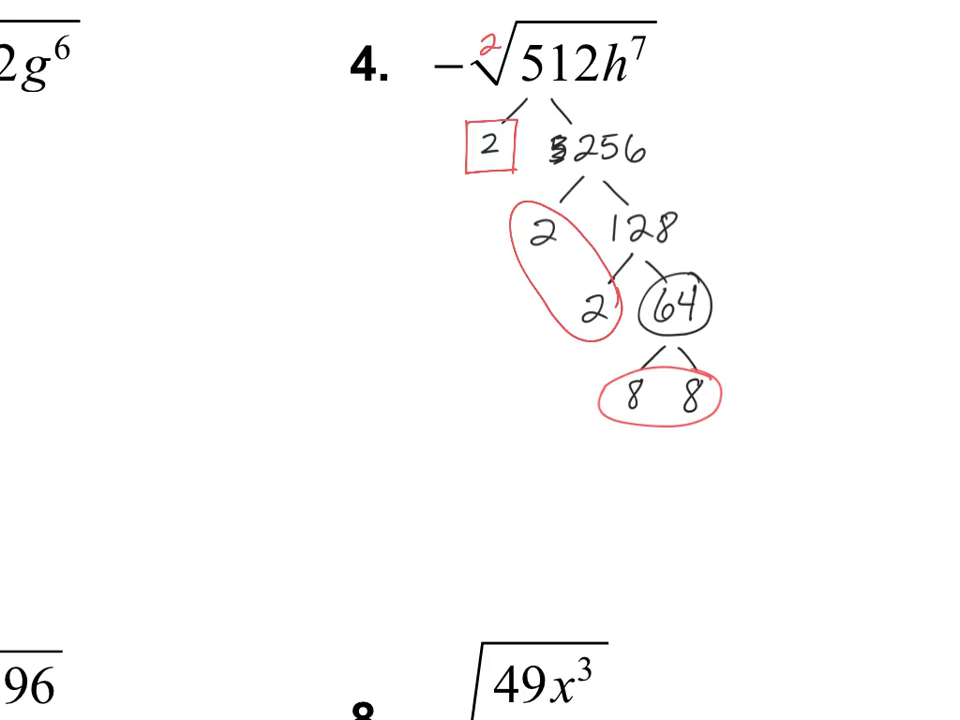 2g⁶
4. -²√512h⁷
2 256
2 128
2 64
8 8
96
8 √49x³